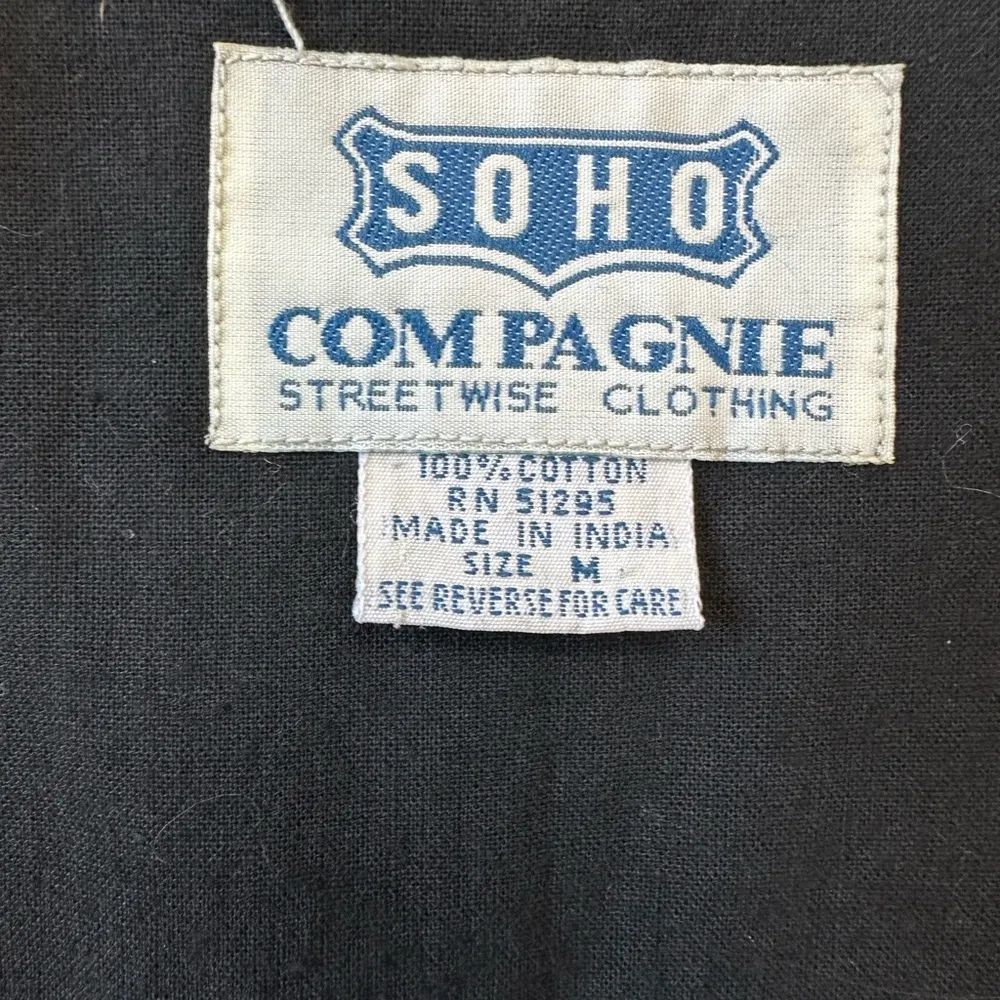 SOHO
COMPAGNIE
STREETWISE CLOTHING
100% COTTON
RN 51295
MADE IN INDIA
SIZE M
SEE REVERSE FOR CARE